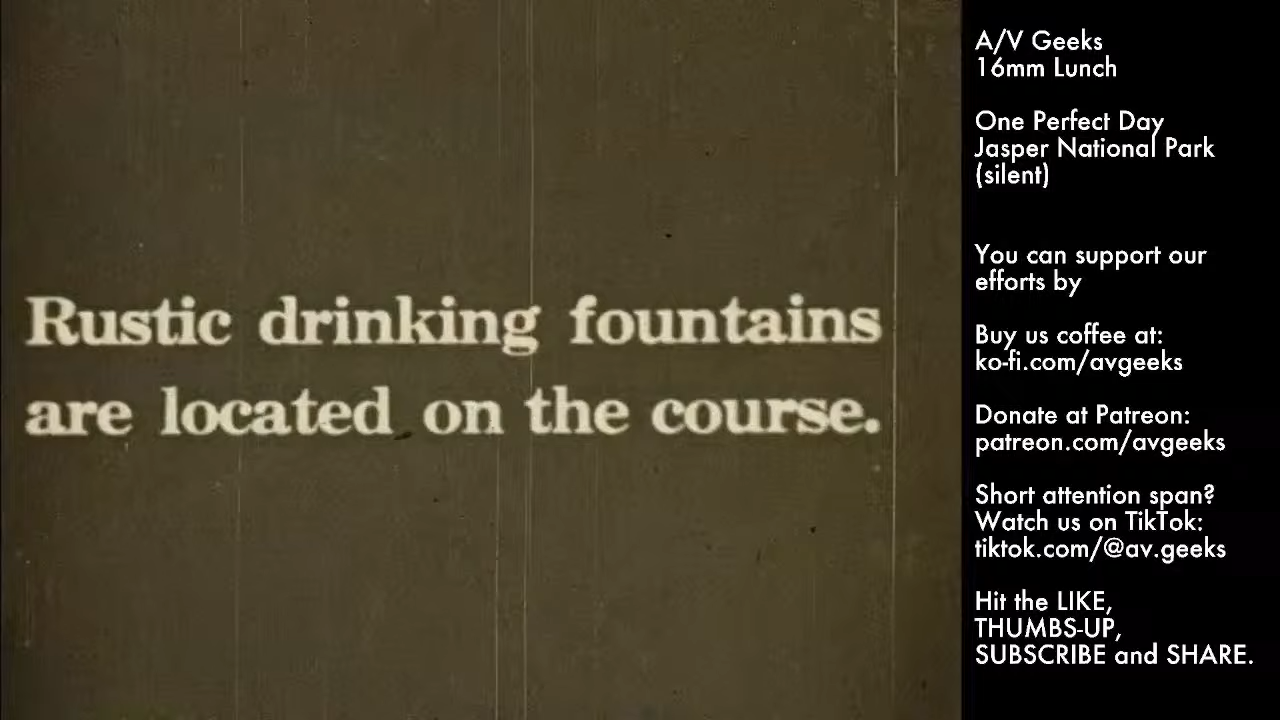 Rustic drinking fountains
are located on the course.
A/V Geeks
16mm Lunch
One Perfect Day
Jasper National Park
(silent)
You can support our
efforts by
Buy us coffee at:
ko-fi.com/avgeeks
Donate at Patreon:
patreon.com/avgeeks
Short attention span?
Watch us on TikTok:
tiktok.com/@av.geeks
Hit the LIKE,
THUMBS-UP,
SUBSCRIBE and SHARE.